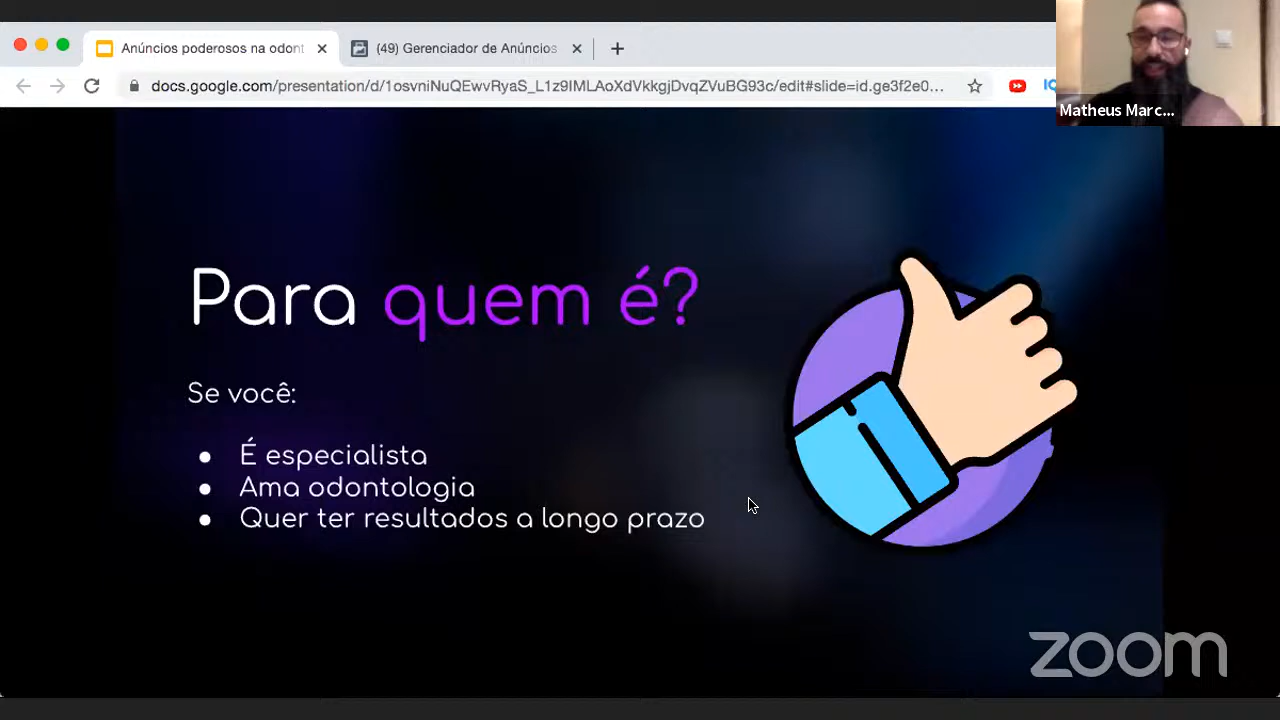 Anúncios poderosos na odont
(49) Gerenciador de Anúncios
docs.google.com/presentation/d/1osvniNuQEwvRyaS_L1z9IMLAoXdVkkgjDvqZVuBG93c/edit#slide=id.ge3f2e0...
Matheus Marc...
Para quem é?
Se você:
● É especialista
● Ama odontologia
● Quer ter resultados a longo prazo
zoom